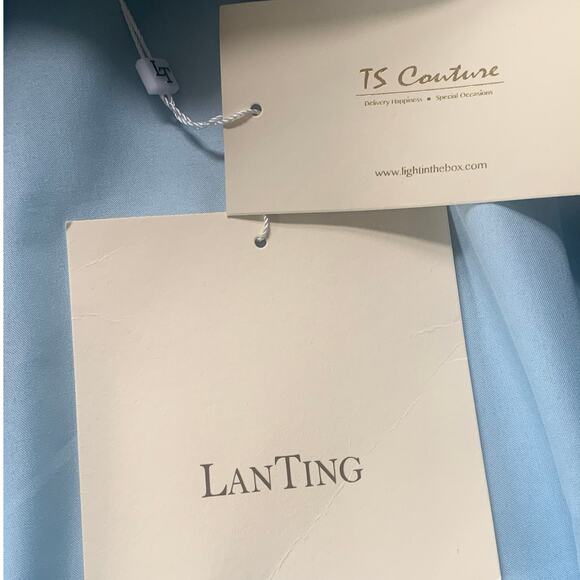 LT
TS Couture
Delivery Happiness ▪ Special Occasions
www.lightinthebox.com
LANTING